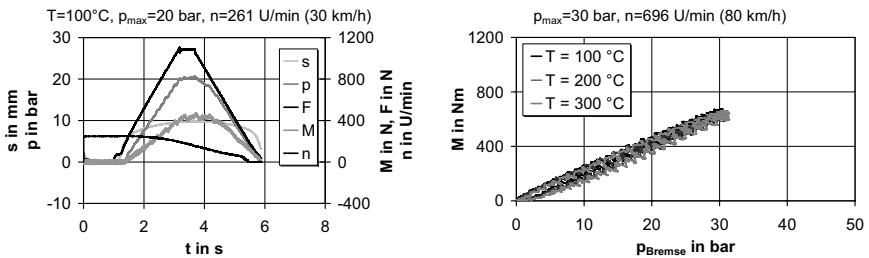 T=100°C, pmax=20 bar, n=261 U/min (30 km/h)
30
20
10
0
-10
s in mm
p in bar
1200
800
400
0
-400
M in N, F in N
n in U/min
s
p
F
M
n
0
2
4
6
8
t in s
pmax=30 bar, n=696 U/min (80 km/h)
1200
800
400
0
M in Nm
T = 100 °C
T = 200 °C
T = 300 °C
0
10
20
30
40
50
pBremse in bar